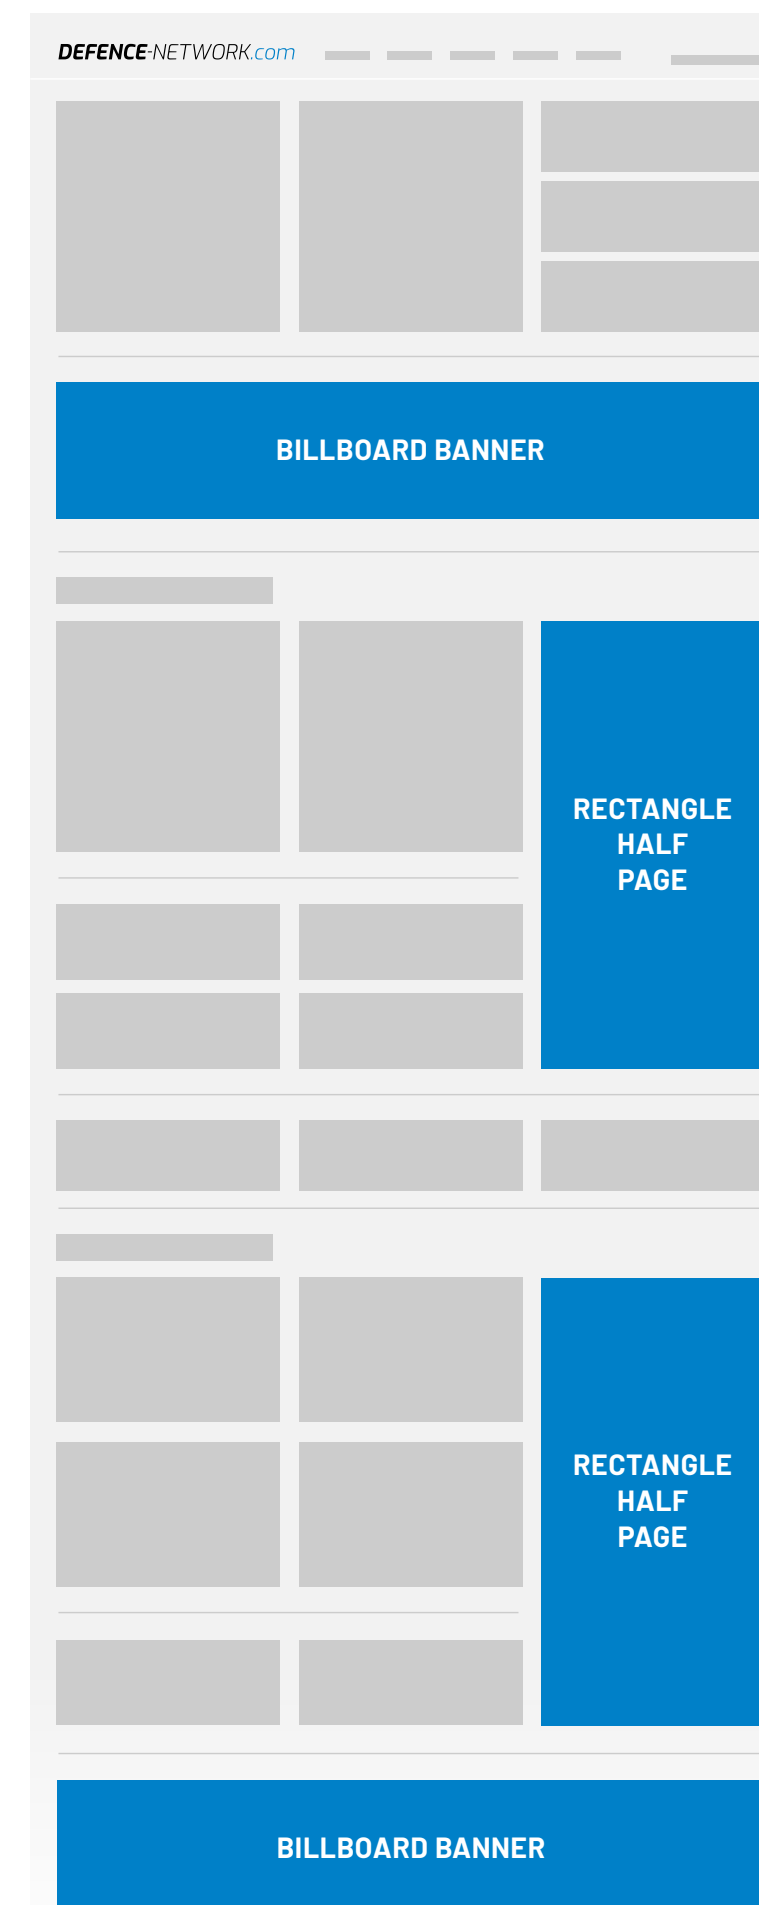 DEFENCE-NETWORK.com
BILLBOARD BANNER
RECTANGLE
HALF
PAGE
RECTANGLE
HALF
PAGE
BILLBOARD BANNER